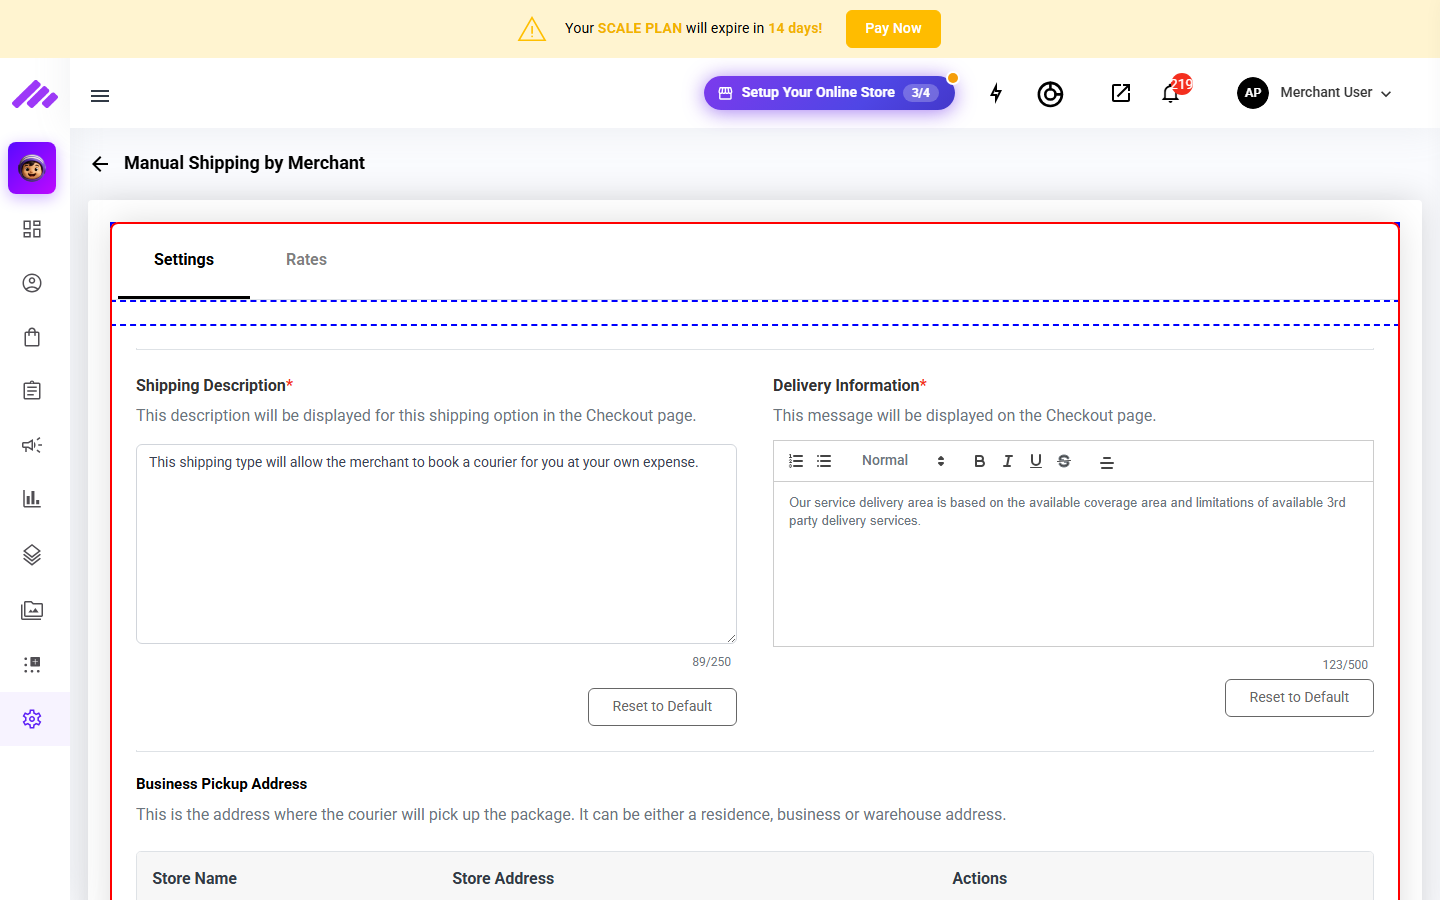 Your SCALE PLAN will expire in 14 days!
Pay Now
Setup Your Online Store 3/4
219
AP
Merchant User
Manual Shipping by Merchant
Settings
Rates
Shipping Description*
This description will be displayed for this shipping option in the Checkout page.
This shipping type will allow the merchant to book a courier for you at your own expense.
89/250
Reset to Default
Delivery Information*
This message will be displayed on the Checkout page.
Normal
B I U S
Our service delivery area is based on the available coverage area and limitations of available 3rd
party delivery services.
123/500
Reset to Default
Business Pickup Address
This is the address where the courier will pick up the package. It can be either a residence, business or warehouse address.
Store Name
Store Address
Actions